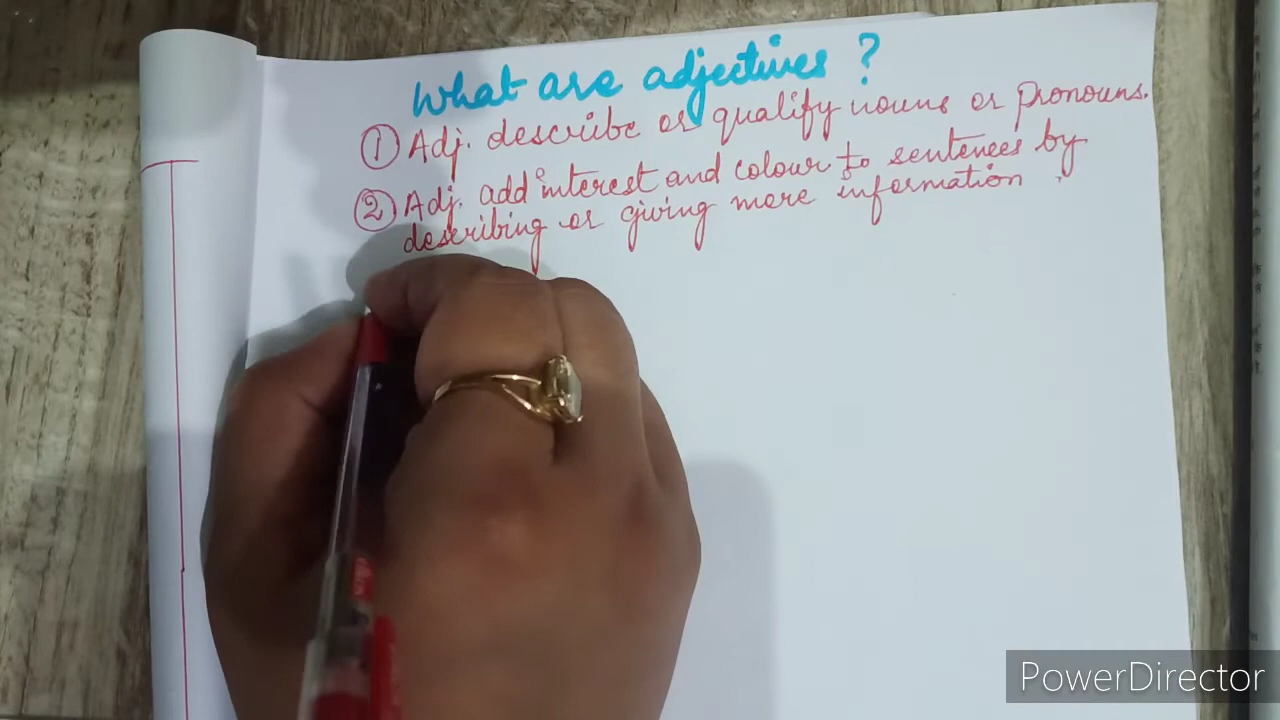 What are adjectives ?
① Adj. describe or qualify nouns or pronouns.
② Adj. add interest and colour to sentences by
describing or giving more information
PowerDirector